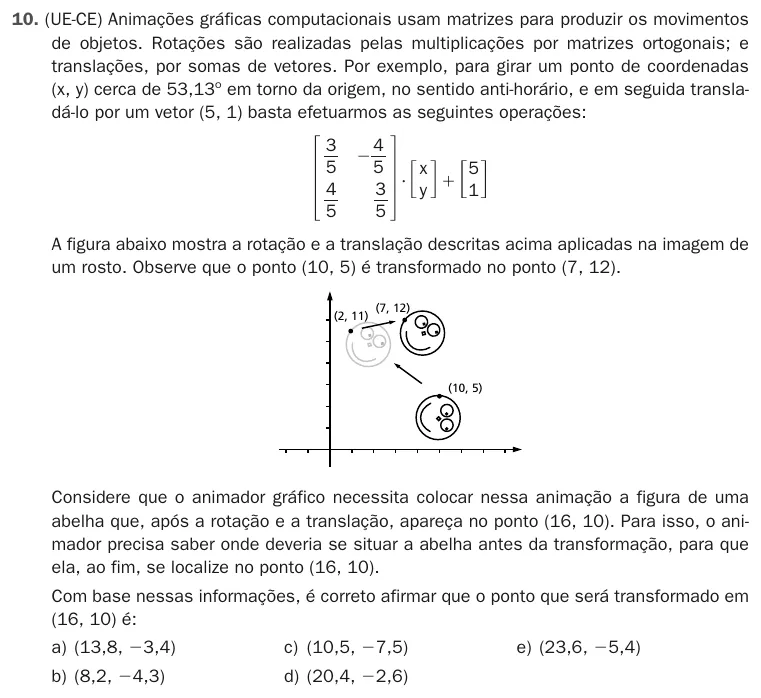 10. (UE-CE) Animações gráficas computacionais usam matrizes para produzir os movimentos
de objetos. Rotações são realizadas pelas multiplicações por matrizes ortogonais; e
translações, por somas de vetores. Por exemplo, para girar um ponto de coordenadas
(x, y) cerca de 53,13º em torno da origem, no sentido anti-horário, e em seguida transla-
dá-lo por um vetor (5, 1) basta efetuarmos as seguintes operações:
[3/5 −4/5; 4/5 3/5] · [x; y] + [5; 1]
A figura abaixo mostra a rotação e a translação descritas acima aplicadas na imagem de
um rosto. Observe que o ponto (10, 5) é transformado no ponto (7, 12).
(2, 11) (7, 12)
(10, 5)
Considere que o animador gráfico necessita colocar nessa animação a figura de uma
abelha que, após a rotação e a translação, apareça no ponto (16, 10). Para isso, o ani-
mador precisa saber onde deveria se situar a abelha antes da transformação, para que
ela, ao fim, se localize no ponto (16, 10).
Com base nessas informações, é correto afirmar que o ponto que será transformado em
(16, 10) é:
a) (13,8, −3,4) c) (10,5, −7,5) e) (23,6, −5,4)
b) (8,2, −4,3) d) (20,4, −2,6)